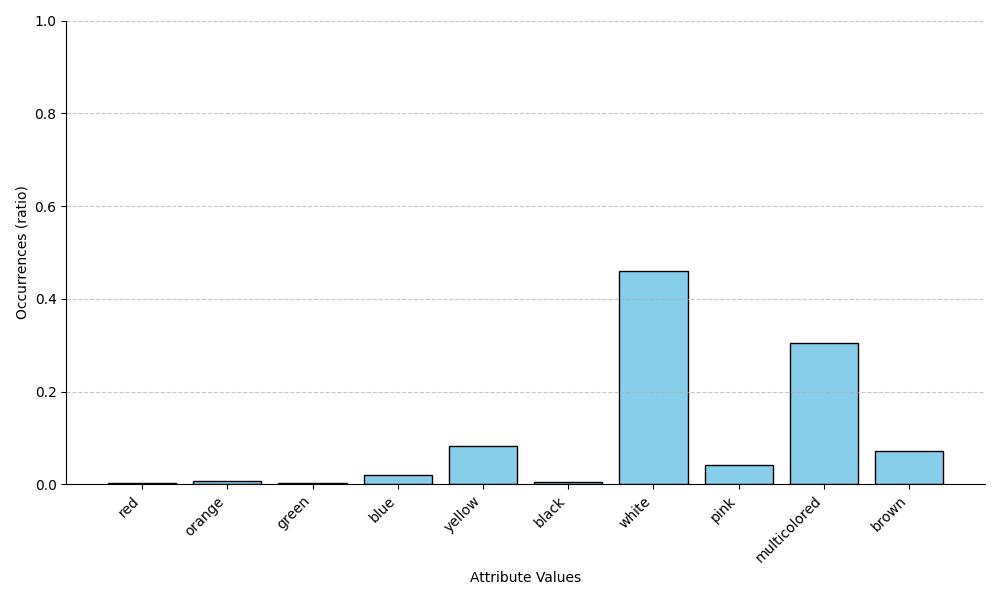 1.0
0.8
0.6
0.4
0.2
0.0
Occurrences (ratio)
red
orange
green
blue
yellow
black
white
pink
multicolored
brown
Attribute Values